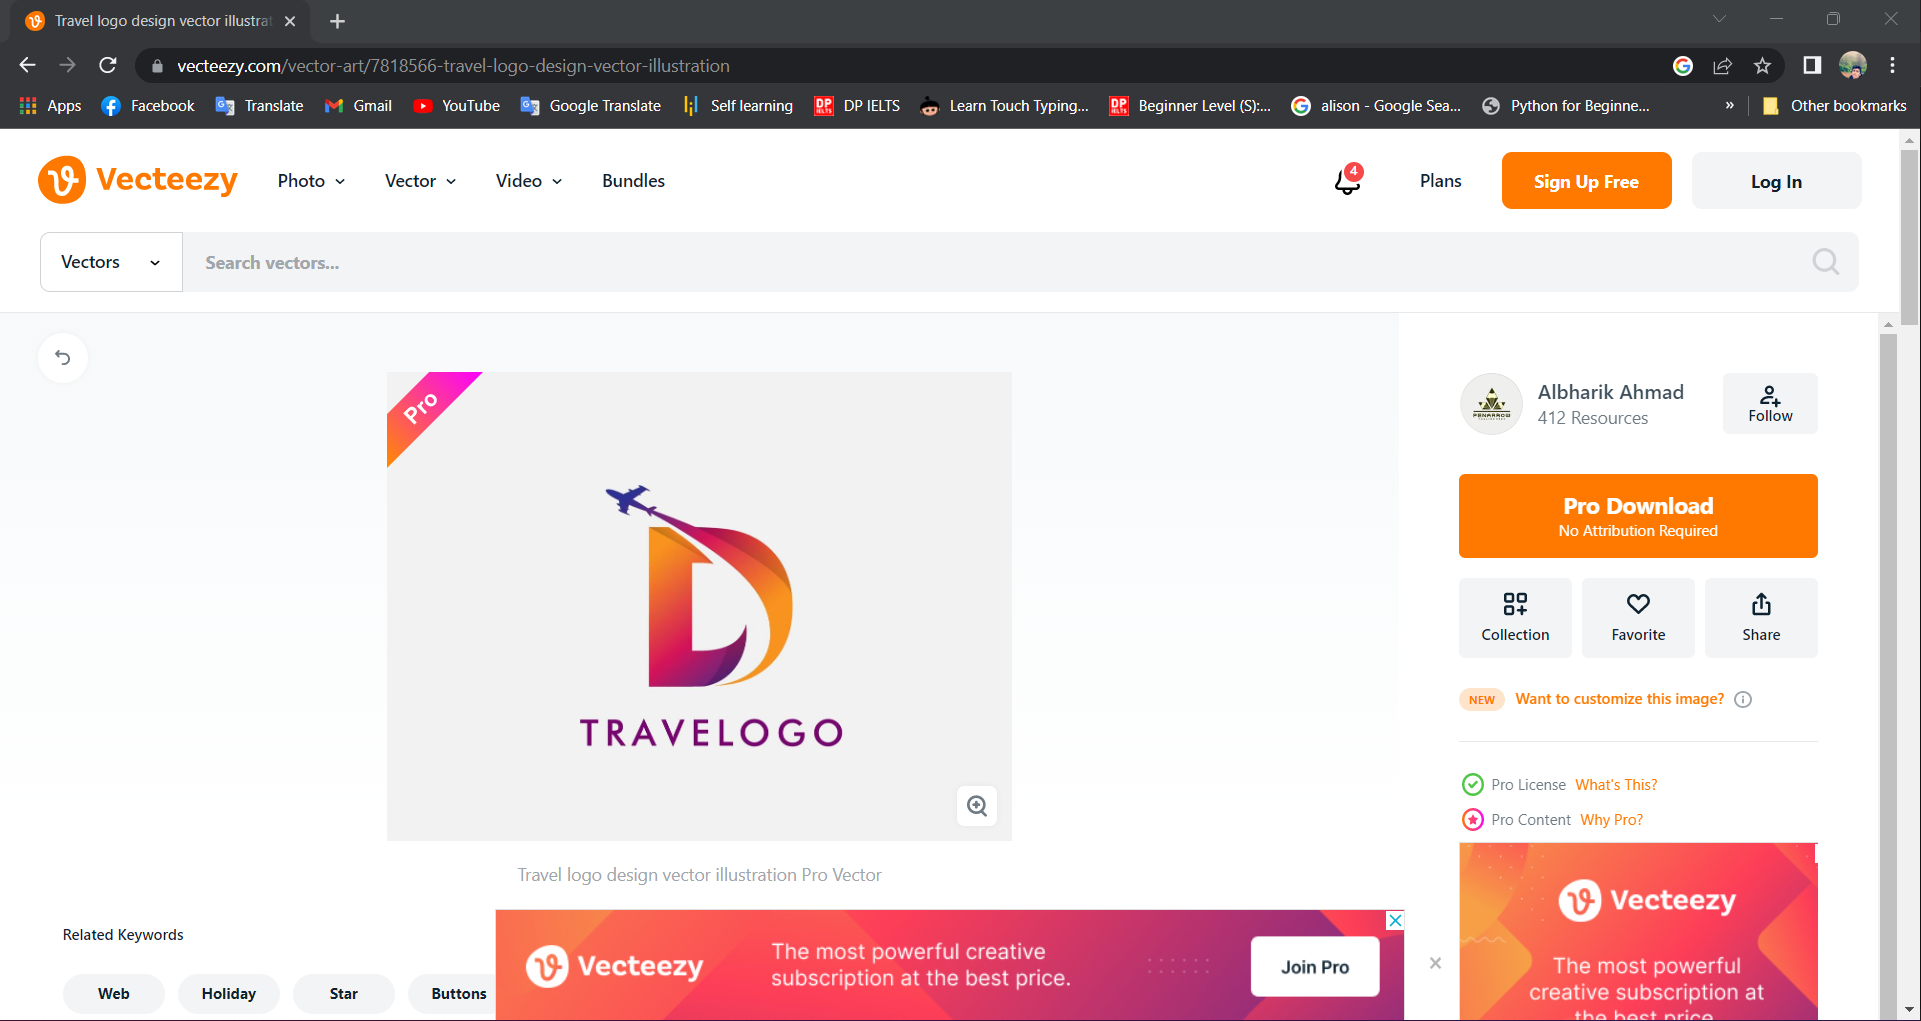 Travel logo design vector illustrat
vecteezy.com/vector-art/7818566-travel-logo-design-vector-illustration
Apps Facebook Translate Gmail YouTube Google Translate Self learning DP IELTS Learn Touch Typing... Beginner Level (S):... alison - Google Sea... Python for Beginne... » Other bookmarks
Vecteezy Photo Vector Video Bundles 4 Plans Sign Up Free Log In
Vectors Search vectors...
Pro
TRAVELOGO
Travel logo design vector illustration Pro Vector
Albharik Ahmad
412 Resources
Follow
Pro Download
No Attribution Required
Collection Favorite Share
NEW Want to customize this image?
Pro License What's This?
Pro Content Why Pro?
Related Keywords
Web Holiday Star Buttons
Vecteezy
The most powerful creative
subscription at the best price.
Join Pro
Vecteezy
The most powerful
creative subscription at
the best price.